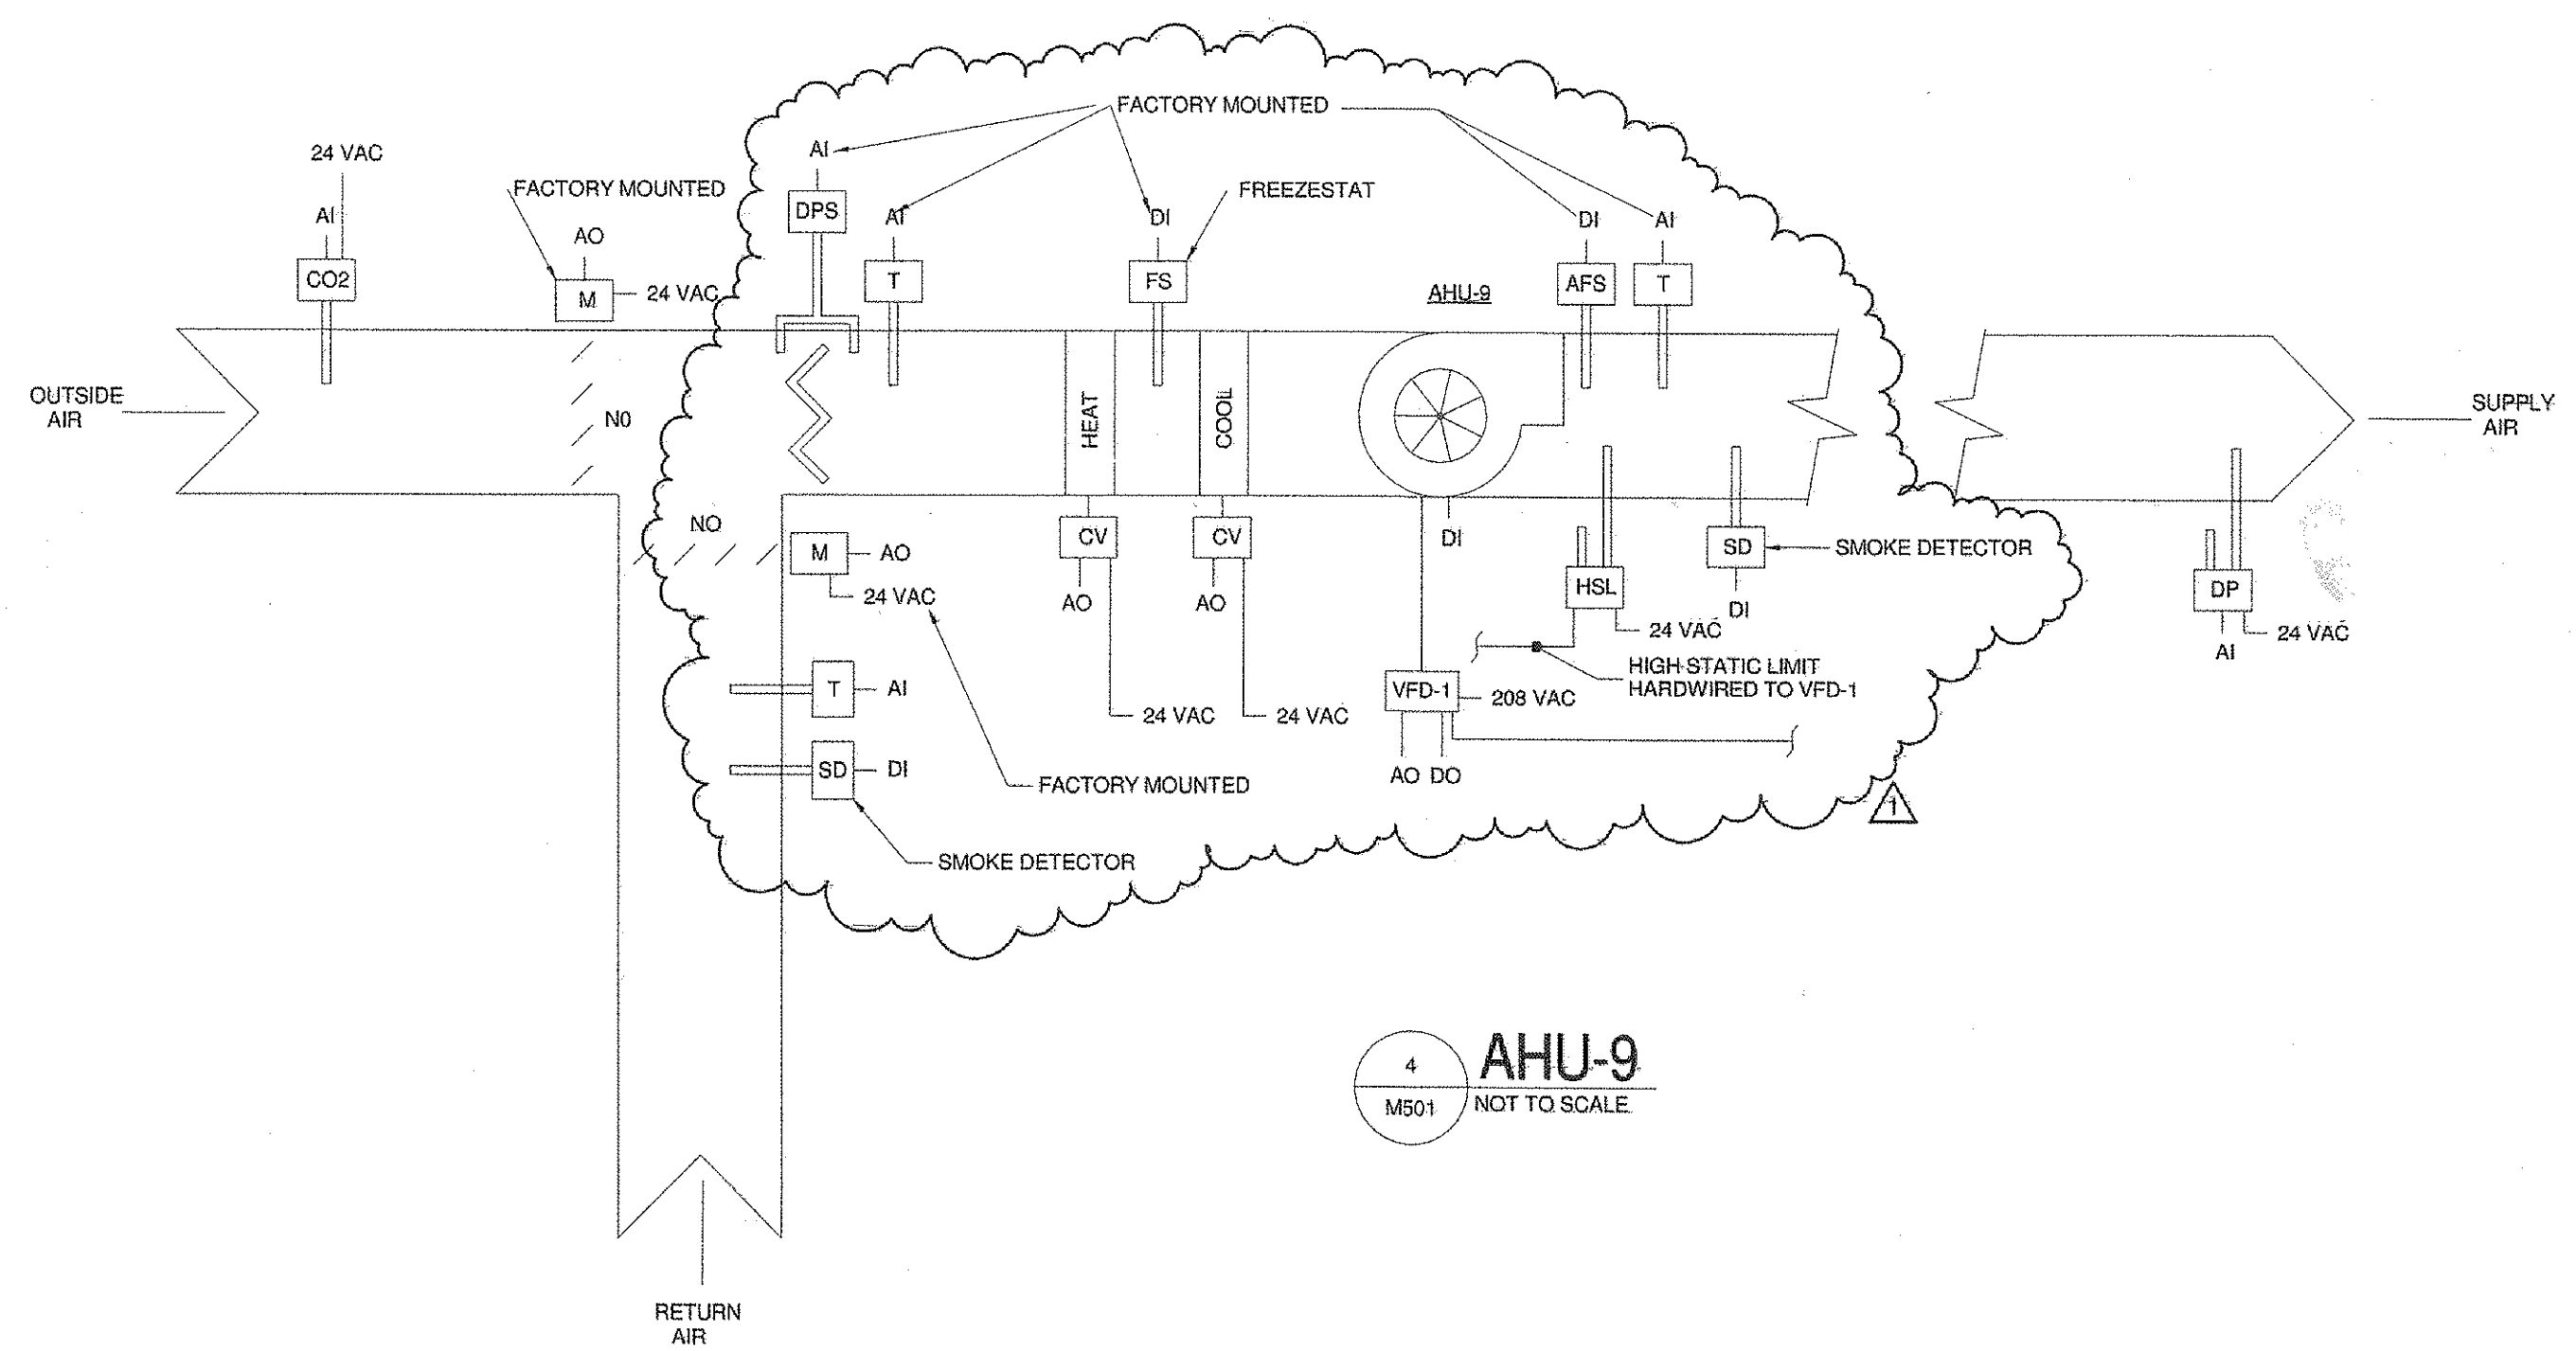 FACTORY MOUNTED
24 VAC
AI
FACTORY MOUNTED
AI
DPS
AI
DI
FREEZESTAT
DI
AI
CO2
AO
M
24 VAC
T
FS
AHU-9
AFS
T
OUTSIDE
AIR
N0
HEAT
COOL
SUPPLY
AIR
NO
M
AO
24 VAC
CV
AO
24 VAC
CV
AO
24 VAC
DI
HSL
24 VAC
SD
SMOKE DETECTOR
DI
DP
24 VAC
AI
HIGH STATIC LIMIT
HARDWIRED TO VFD-1
T
AI
VFD-1
208 VAC
AO DO
SD
DI
FACTORY MOUNTED
SMOKE DETECTOR
1
4
M501
AHU-9
NOT TO SCALE
RETURN
AIR